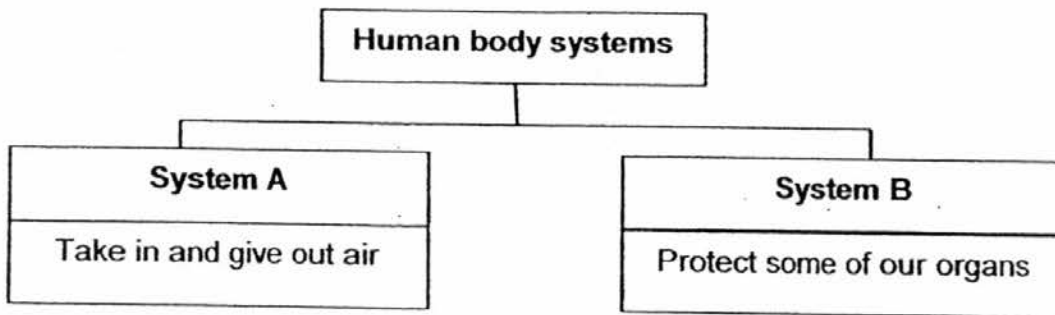 Human body systems
System A
Take in and give out air
System B
Protect some of our organs